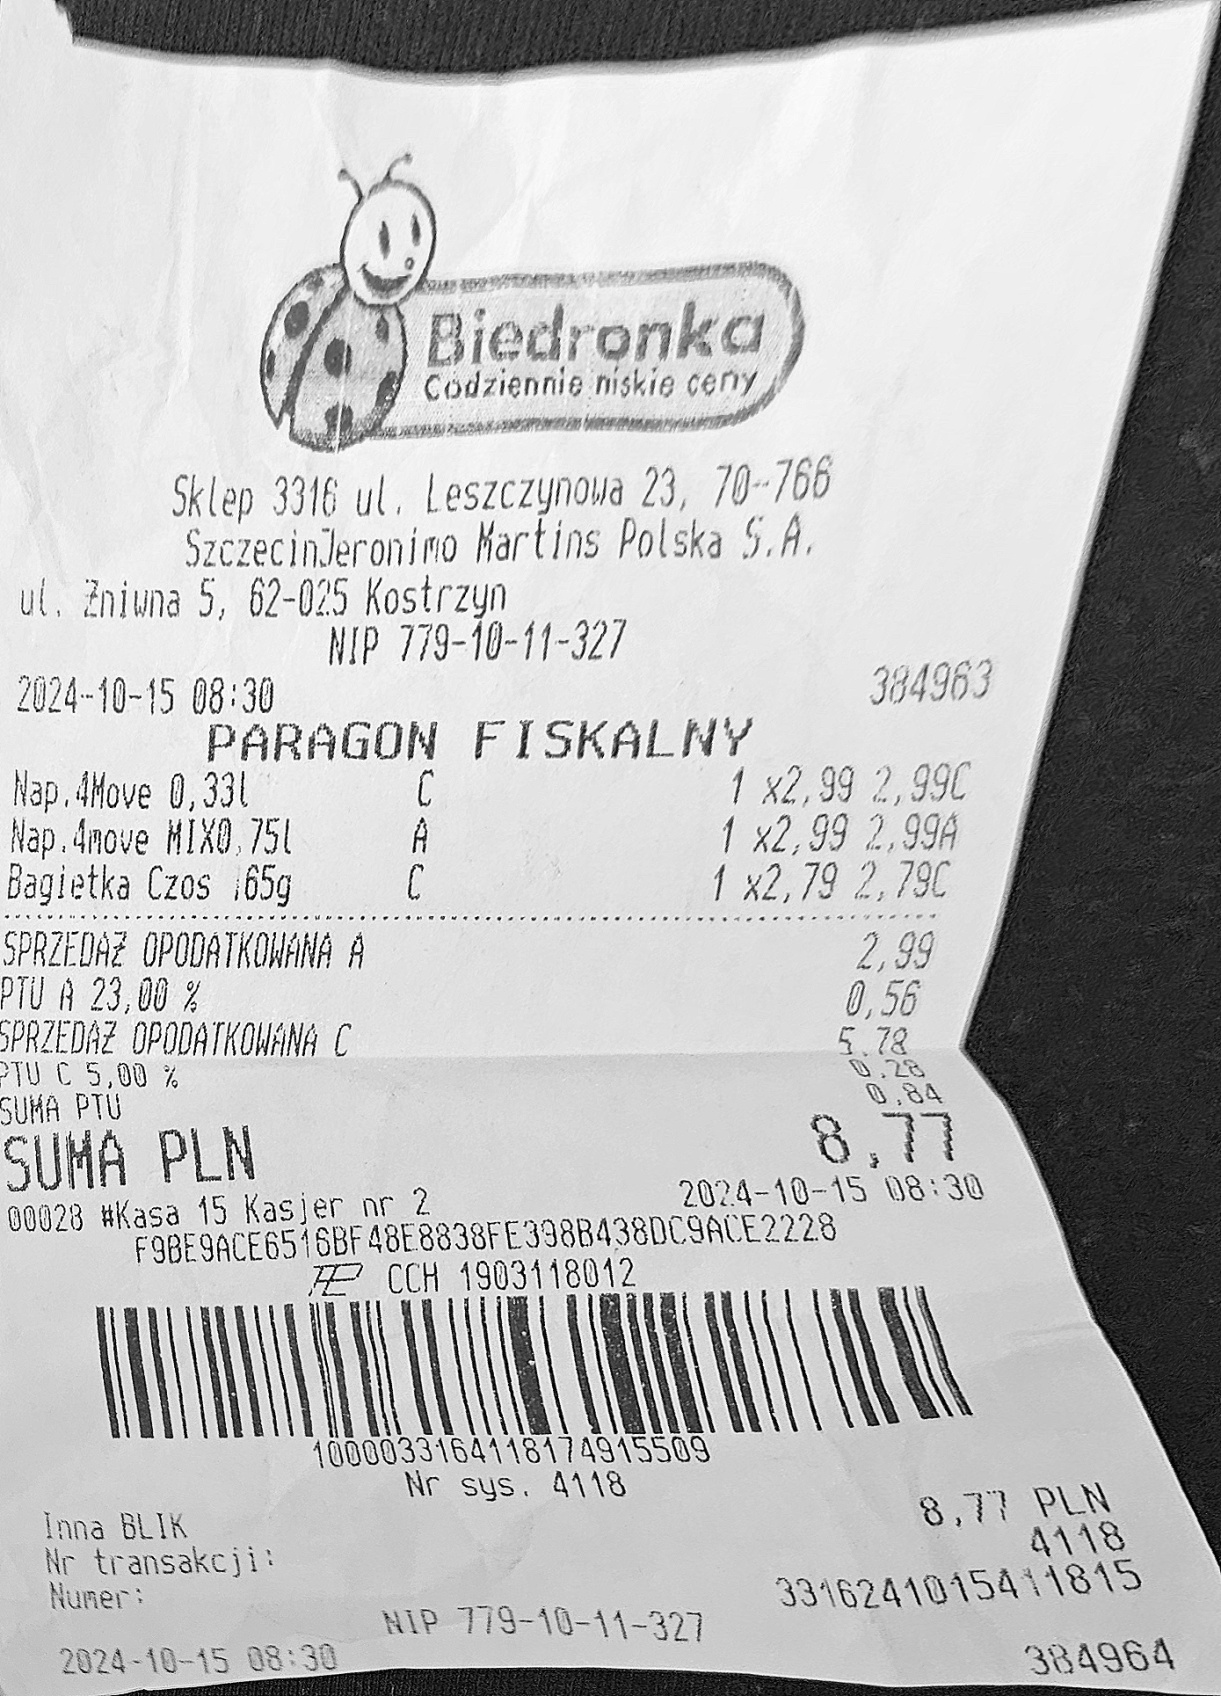 Biedronka
Codziennie niskie ceny
Sklep 3316 ul. Leszczynowa 23, 70-766
SzczecinJeronimo Martins Polska S.A.
ul. Żniwna 5, 62-025 Kostrzyn
NIP 779-10-11-327
2024-10-15 08:30 384963
PARAGON FISKALNY
Nap.4Move 0,33l C 1 x2,99 2,99C
Nap.4move MIX0,75l A 1 x2,99 2,99A
Bagietka Czos 165g C 1 x2,79 2,79C
SPRZEDAŻ OPODATKOWANA A 2,99
PTU A 23,00 % 0,56
SPRZEDAŻ OPODATKOWANA C 5,78
PTU C 5,00 % 0,28
SUMA PTU 0,84
SUMA PLN 8,77
00028 #Kasa 15 Kasjer nr 2 2024-10-15 08:30
F9BE9ACE6516BF48E8838FE398B438DC9ACE2228
CCH 1903118012
1000033164118174915509
Nr sys. 4118
Inna BLIK 8,77 PLN
Nr transakcji: 4118
Numer: 3316241015411815
NIP 779-10-11-327
2024-10-15 08:30 384964